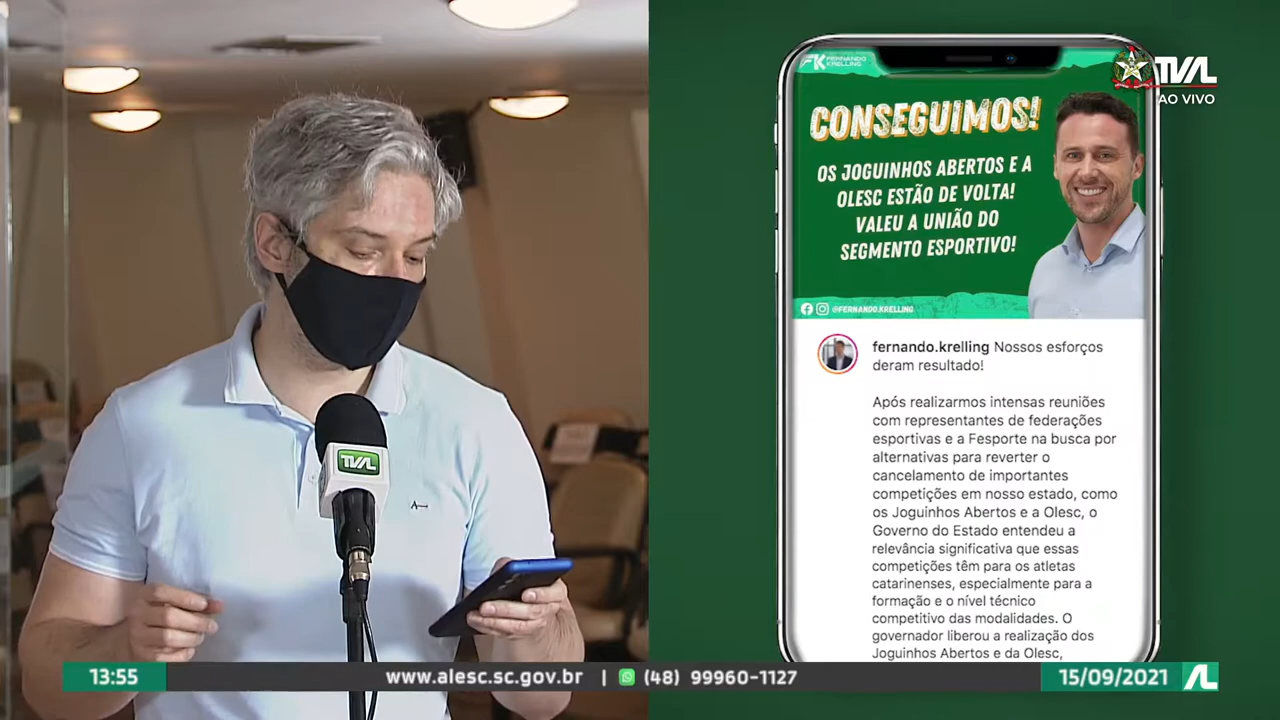 TVAL
FK FERNANDO
KRELLING
TVAL
AO VIVO
CONSEGUIMOS!
OS JOGUINHOS ABERTOS E A
OLESC ESTÃO DE VOLTA!
VALEU A UNIÃO DO
SEGMENTO ESPORTIVO!
@FERNANDO.KRELLING
fernando.krelling Nossos esforços
deram resultado!
Após realizarmos intensas reuniões
com representantes de federações
esportivas e a Fesporte na busca por
alternativas para reverter o
cancelamento de importantes
competições em nosso estado, como
os Joguinhos Abertos e a Olesc, o
Governo do Estado entendeu a
relevância significativa que essas
competições têm para os atletas
catarinenses, especialmente para a
formação e o nível técnico
competitivo das modalidades. O
governador liberou a realização dos
Joguinhos Abertos e da Olesc,
13:55 www.alesc.sc.gov.br | (48) 99960-1127 15/09/2021 AL